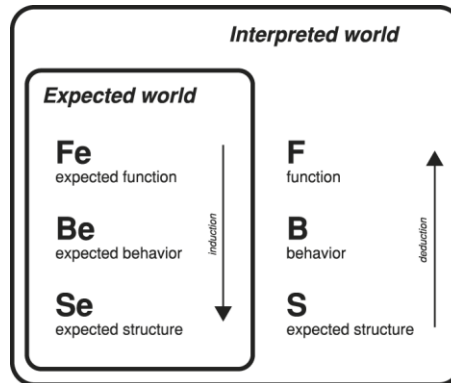 Interpreted world
Expected world
Fe
expected function
Be
expected behavior
Se
expected structure
induction
F
function
B
behavior
S
expected structure
deduction